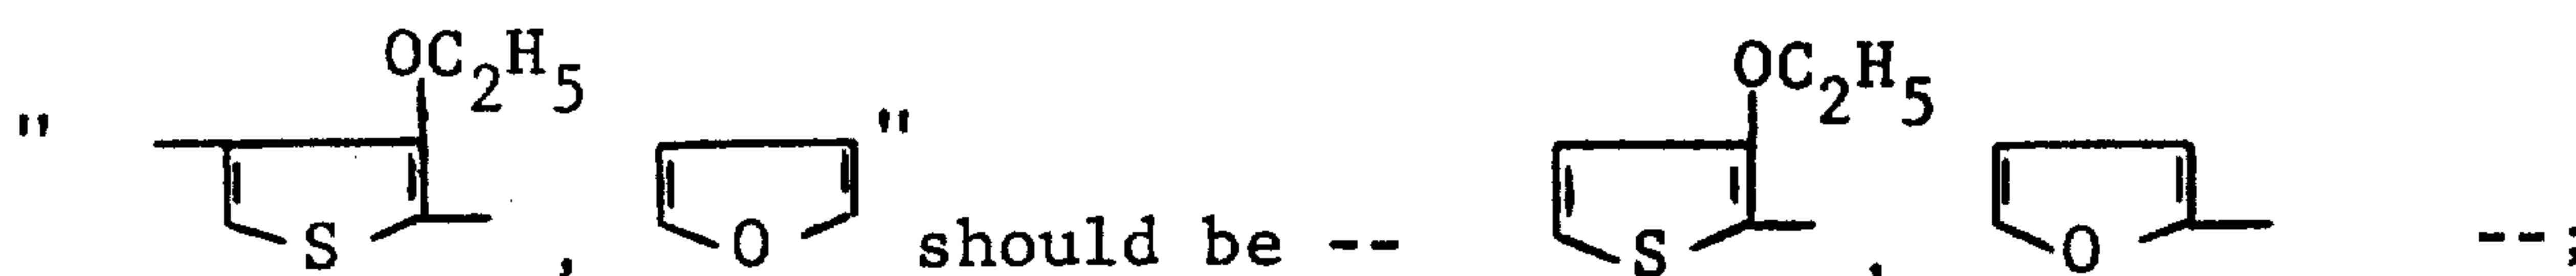 OC2H5 OC2H5
" S , O " should be -- S , O --;